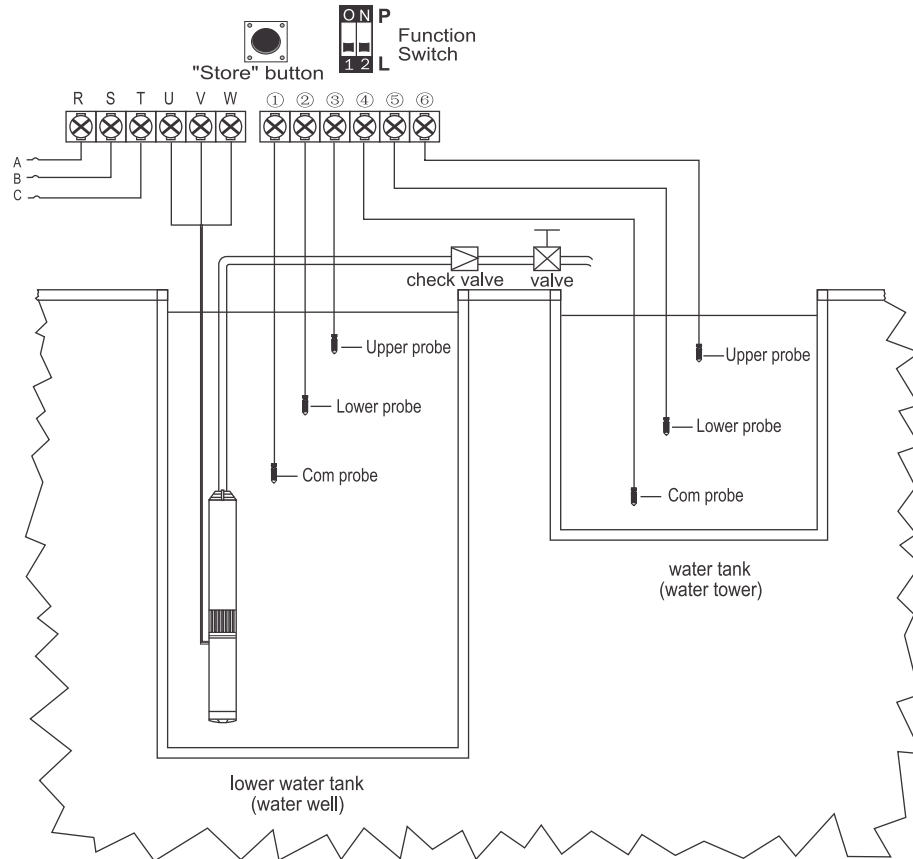 ON P
Function
Switch
1 2 L
"Store" button
R S T U V W ① ② ③ ④ ⑤ ⑥
A
B
C
check valve
valve
Upper probe
Lower probe
Com probe
Upper probe
Lower probe
Com probe
water tank
(water tower)
lower water tank
(water well)